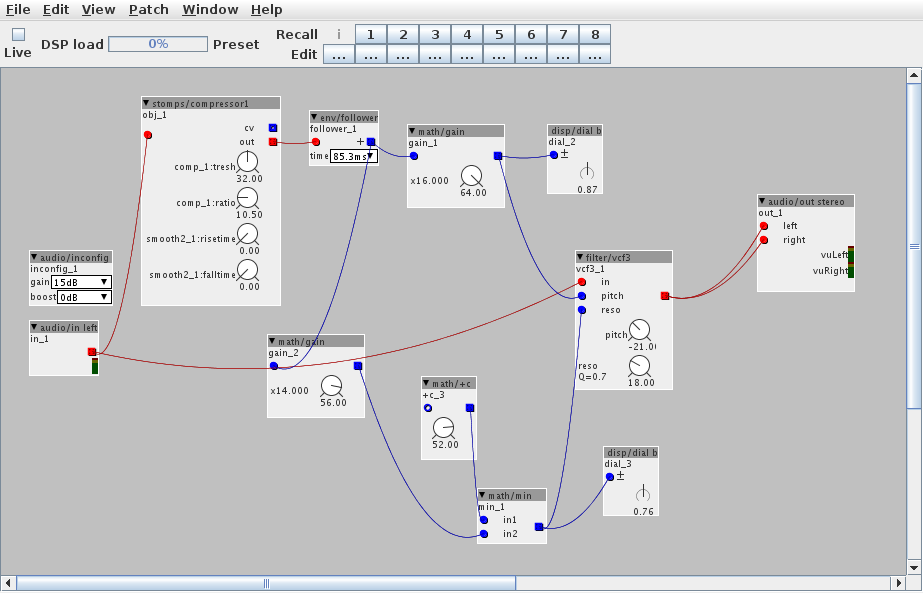 File Edit View Patch Window Help
Live
DSP load 0% Preset
Recall i 1 2 3 4 5 6 7 8
Edit ... ... ... ... ... ... ... ... ...
stomps/compressor1
obj_1
cv
out
comp_1:tresh
32.00
comp_1:ratio
10.50
smooth2_1:risetime
0.00
smooth2_1:falltime
0.00
env/follower
follower_1
+
time 85.3ms
math/gain
gain_1
x16.000
64.00
disp/dial b
dial_2
±
0.87
audio/out stereo
out_1
left
right
vuLeft
vuRight
audio/inconfig
inconfig_1
gain 15dB
boost 0dB
audio/in left
in_1
filter/vcf3
vcf3_1
in
pitch
reso
pitch
-21.0
reso
Q=0.7
18.00
math/gain
gain_2
x14.000
56.00
math/+c
+c_3
52.00
disp/dial b
dial_3
±
0.76
math/min
min_1
in1
in2